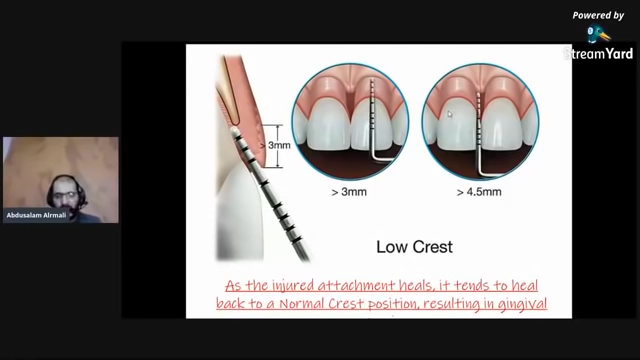 Powered by
StreamYard
> 3mm
> 3mm
> 4.5mm
Low Crest
Abdusalam Alrmali
As the injured attachment heals, it tends to heal
back to a Normal Crest position, resulting in gingival